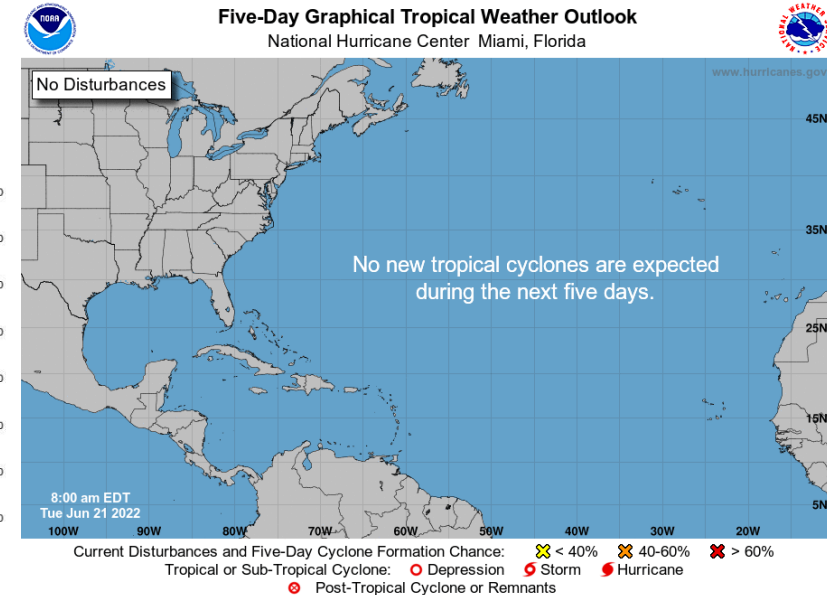 Five-Day Graphical Tropical Weather Outlook
National Hurricane Center Miami, Florida
No Disturbances
www.hurricanes.gov
45N
35N
No new tropical cyclones are expected
during the next five days.
25N
15N
8:00 am EDT
Tue Jun 21 2022
5N
100W 90W 80W 70W 60W 50W 40W 30W 20W
Current Disturbances and Five-Day Cyclone Formation Chance: < 40% 40-60% > 60%
Tropical or Sub-Tropical Cyclone: Depression Storm Hurricane
Post-Tropical Cyclone or Remnants
NOAA